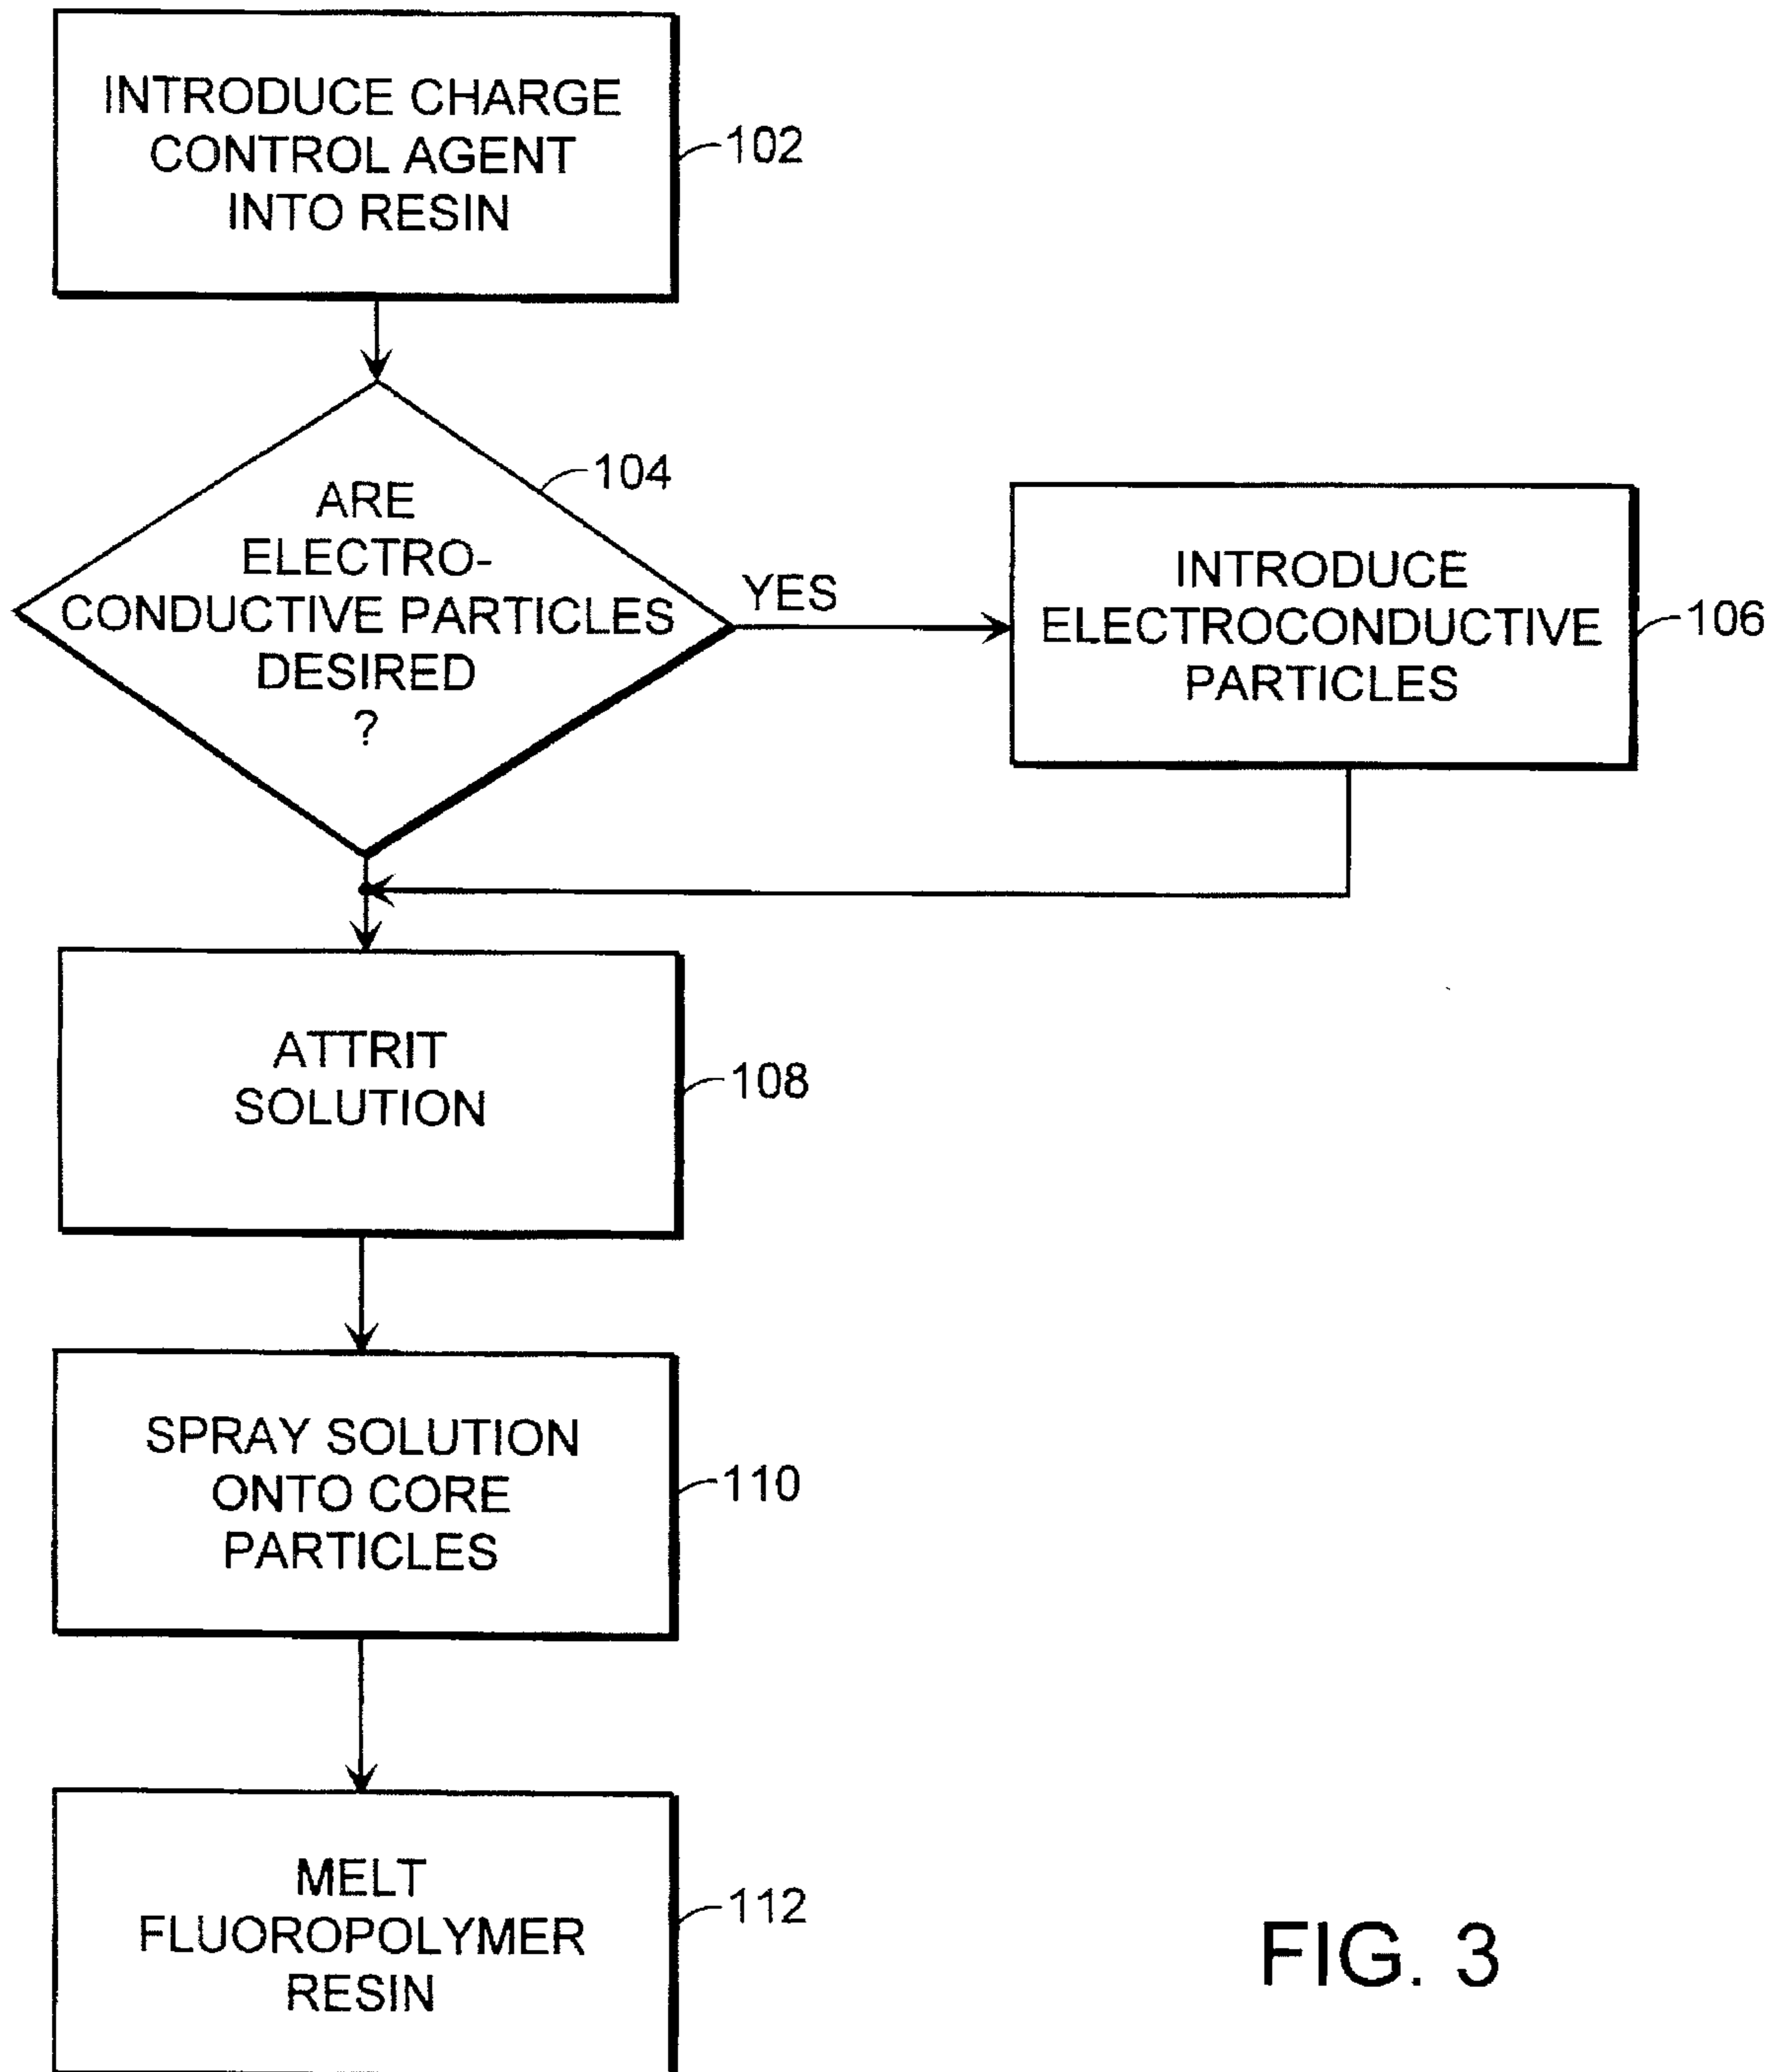 INTRODUCE CHARGE
CONTROL AGENT
INTO RESIN
102
ARE
ELECTRO-
CONDUCTIVE PARTICLES
DESIRED
?
104
YES
INTRODUCE
ELECTROCONDUCTIVE
PARTICLES
106
ATTRIT
SOLUTION
108
SPRAY SOLUTION
ONTO CORE
PARTICLES
110
MELT
FLUOROPOLYMER
RESIN
112
FIG. 3